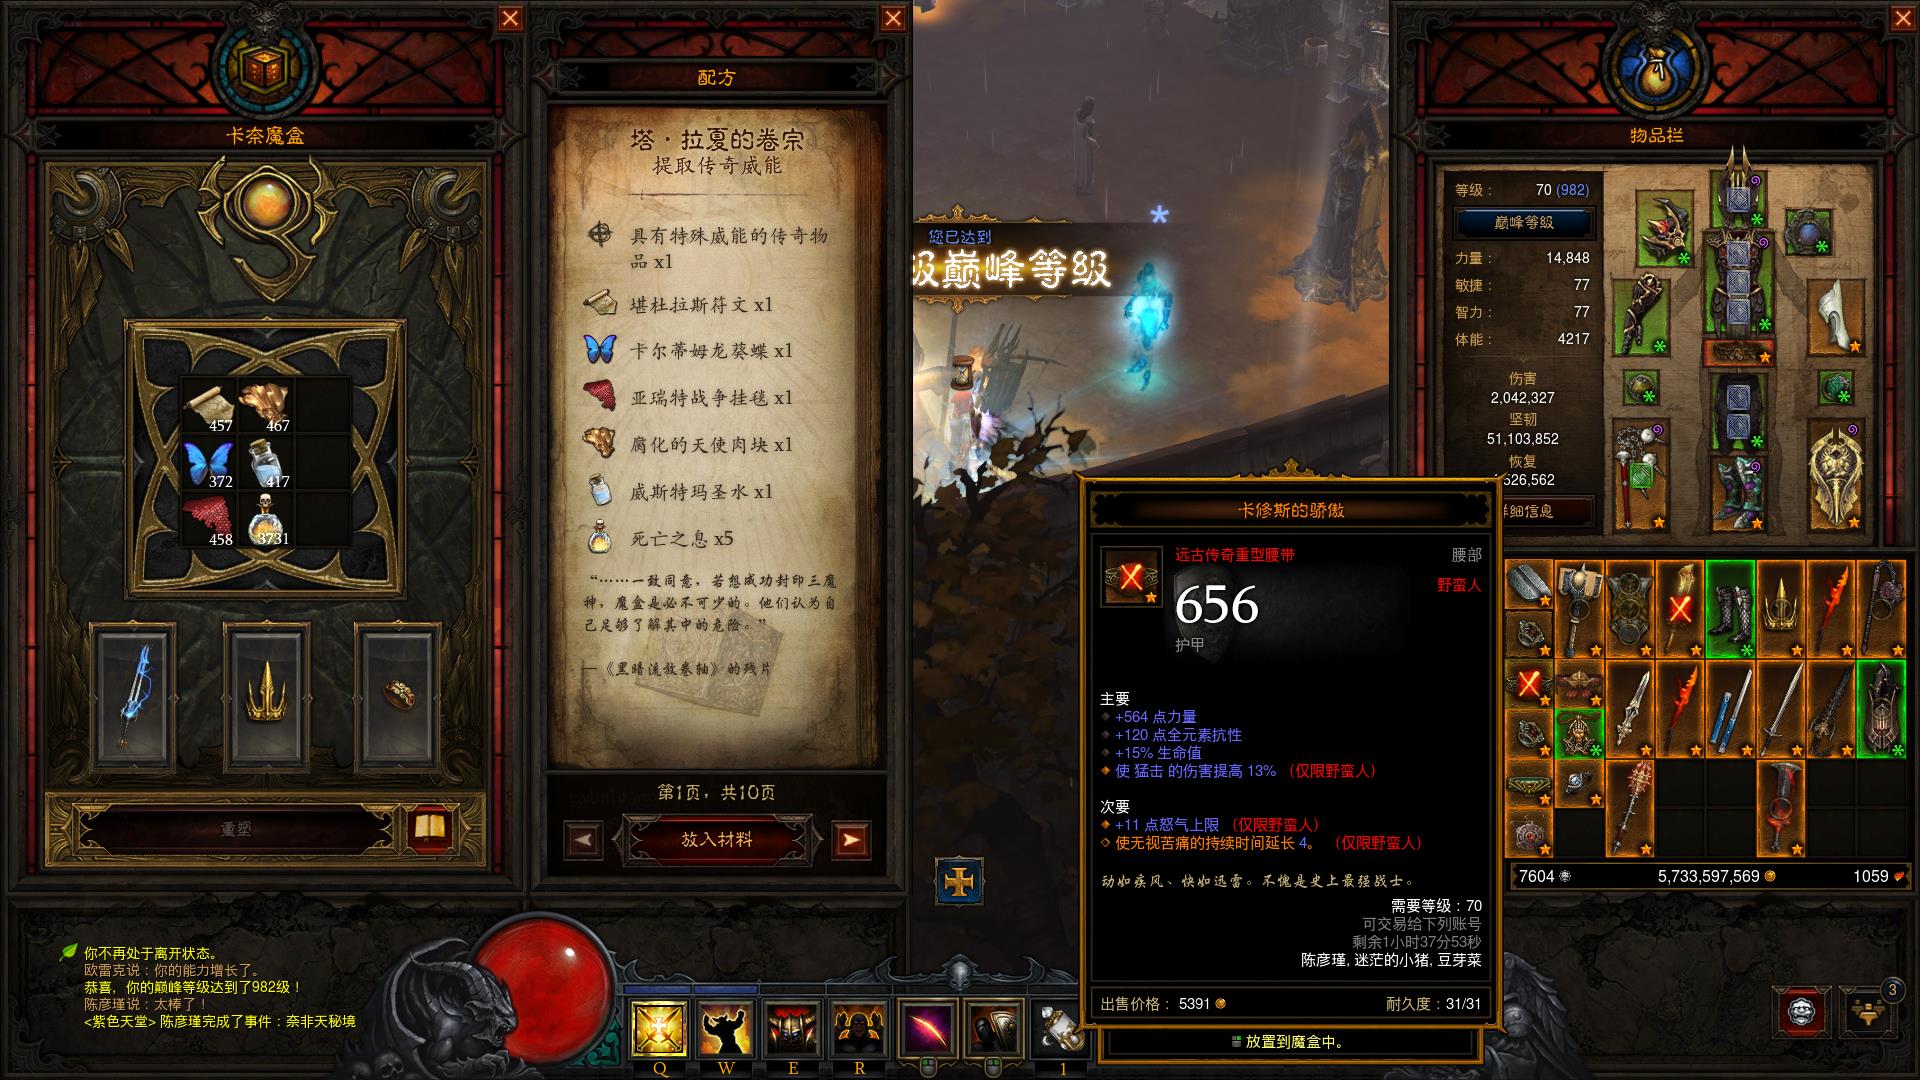 卡奈魔盒
457
467
372
417
458
3731
重塑
配方
塔·拉夏的卷宗
提取传奇威能
具有特殊威能的传奇物
品 x1
堪杜拉斯符文 x1
卡尔蒂姆龙葵蝶 x1
亚瑞特战争挂毯 x1
腐化的天使肉块 x1
威斯特玛圣水 x1
死亡之息 x5
“……一致同意，若想成功封印三魔
神，魔盒是必不可少的。他们认为自
己足够了解其中的危险。”
—《黑暗流放卷轴》的残片
第1页，共10页
放入材料
您已达到
级巅峰等级
物品栏
等级： 70 (982)
巅峰等级
力量： 14,848
敏捷： 77
智力： 77
体能： 4217
伤害
2,042,327
坚韧
51,103,852
恢复
526,562
详细信息
卡修斯的骄傲
远古传奇重型腰带 腰部
野蛮人
656
护甲
主要
+564 点力量
+120 点全元素抗性
+15% 生命值
使 猛击 的伤害提高 13% （仅限野蛮人）
次要
+11 点怒气上限 （仅限野蛮人）
使无视苦痛的持续时间延长 4。 （仅限野蛮人）
动如疾风、快如迅雷。不愧是史上最强战士。
需要等级：70
可交易给下列账号
剩余1小时37分53秒
陈彦瑾, 迷茫的小猪, 豆芽菜
出售价格： 5391 耐久度：31/31
放置到魔盒中。
7604 5,733,597,569 1059
你不再处于离开状态。
欧雷克说：你的能力增长了。
恭喜，你的巅峰等级达到了982级！
陈彦瑾说：太棒了！
<紫色天堂> 陈彦瑾完成了事件：奈非天秘境
Q W E R 1
3